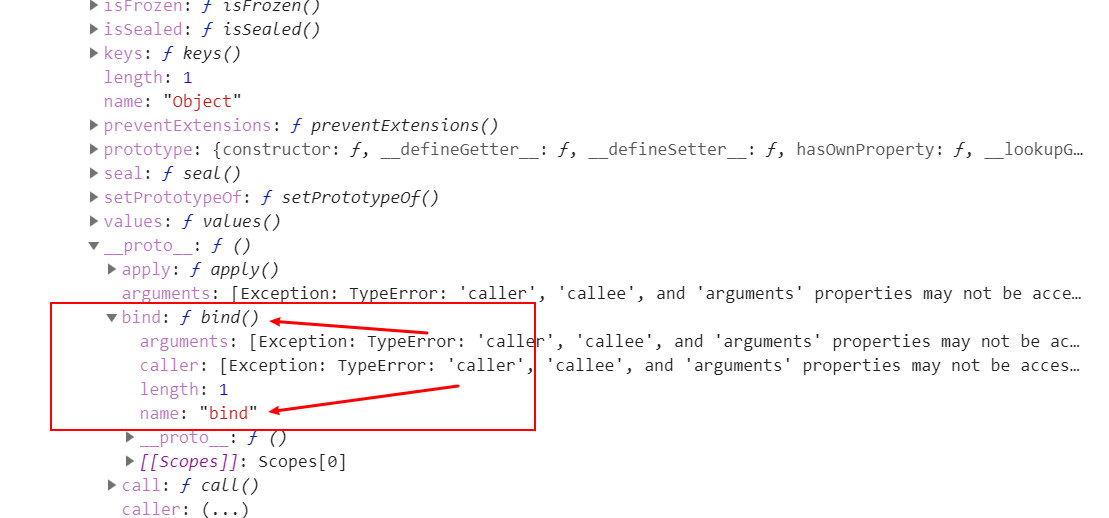 isFrozen: ƒ isFrozen()
isSealed: ƒ isSealed()
keys: ƒ keys()
length: 1
name: "Object"
preventExtensions: ƒ preventExtensions()
prototype: {constructor: ƒ, __defineGetter__: ƒ, __defineSetter__: ƒ, hasOwnProperty: ƒ, __lookupG…
seal: ƒ seal()
setPrototypeOf: ƒ setPrototypeOf()
values: ƒ values()
__proto__: ƒ ()
apply: ƒ apply()
arguments: [Exception: TypeError: 'caller', 'callee', and 'arguments' properties may not be acce…
bind: ƒ bind()
arguments: [Exception: TypeError: 'caller', 'callee', and 'arguments' properties may not be ac…
caller: [Exception: TypeError: 'caller', 'callee', and 'arguments' properties may not be acces…
length: 1
name: "bind"
__proto__: ƒ ()
[[Scopes]]: Scopes[0]
call: ƒ call()
caller: (...)